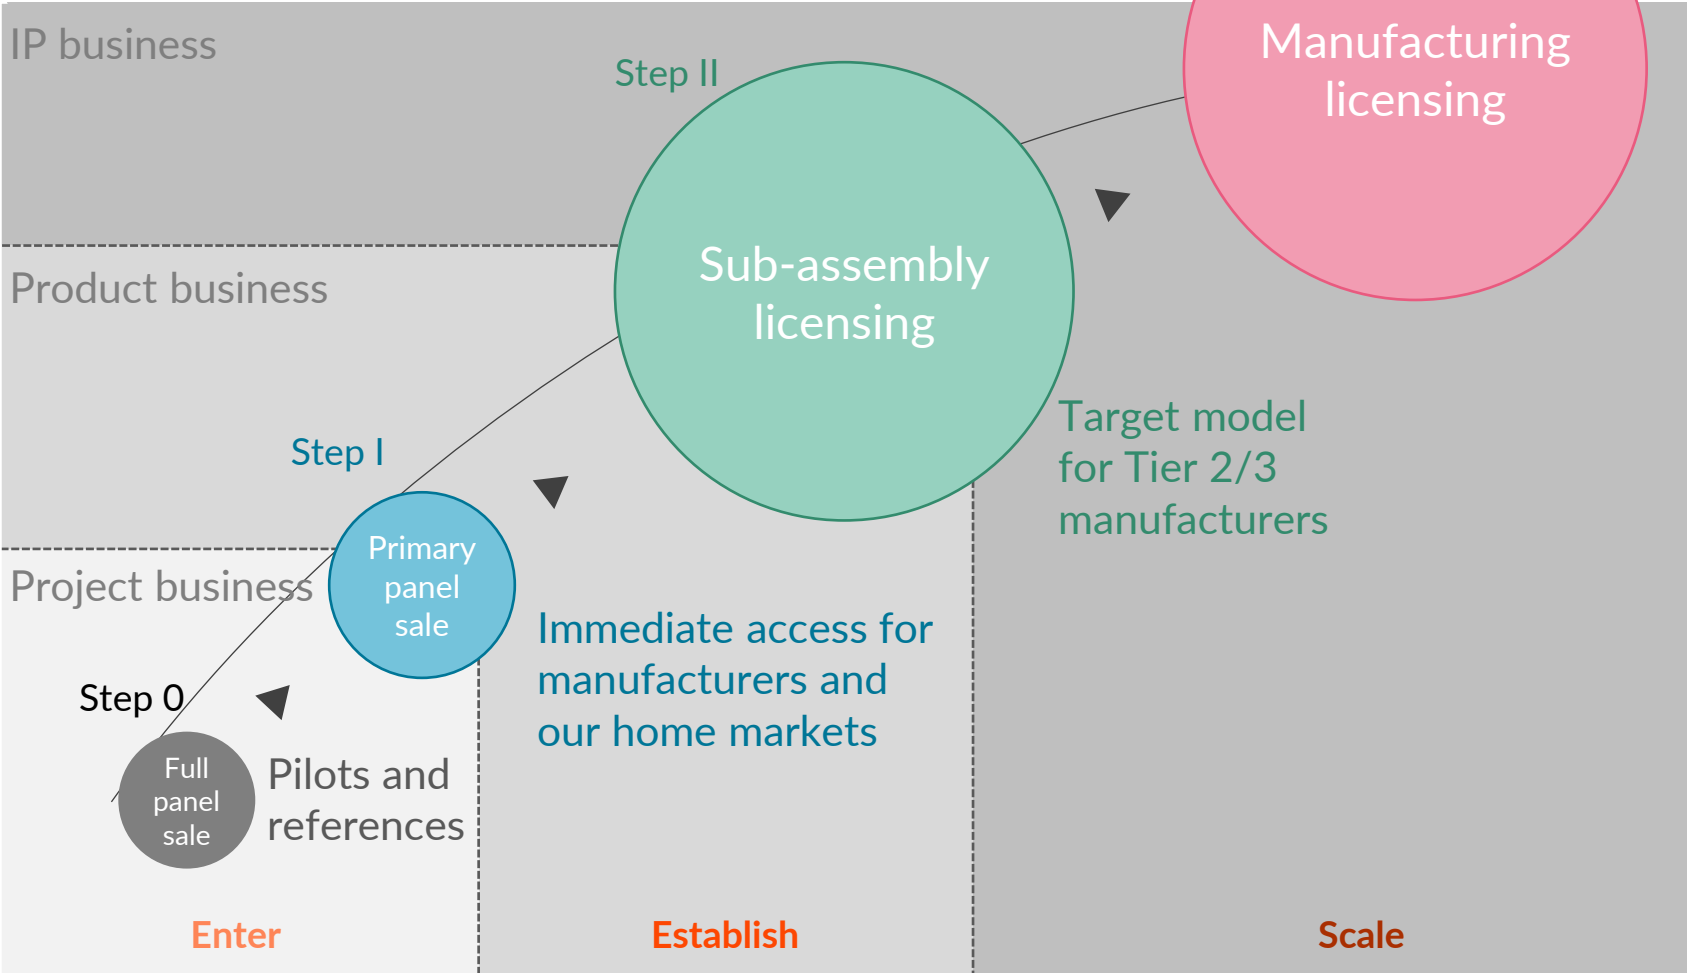 IP business
Step II
Manufacturing
licensing
Product business
Sub-assembly
licensing
Step I
Target model
for Tier 2/3
manufacturers
Project business
Primary
panel
sale
Immediate access for
manufacturers and
our home markets
Step 0
Full
panel
sale
Pilots and
references
Enter
Establish
Scale